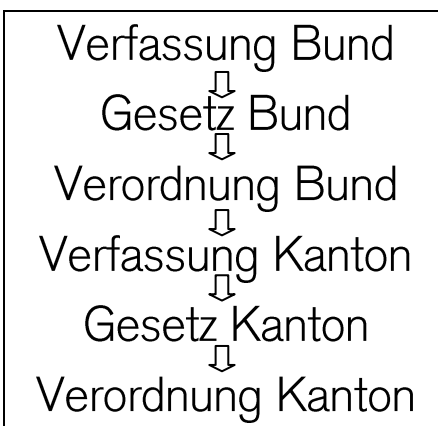 Verfassung Bund
Gesetz Bund
Verordnung Bund
Verfassung Kanton
Gesetz Kanton
Verordnung Kanton